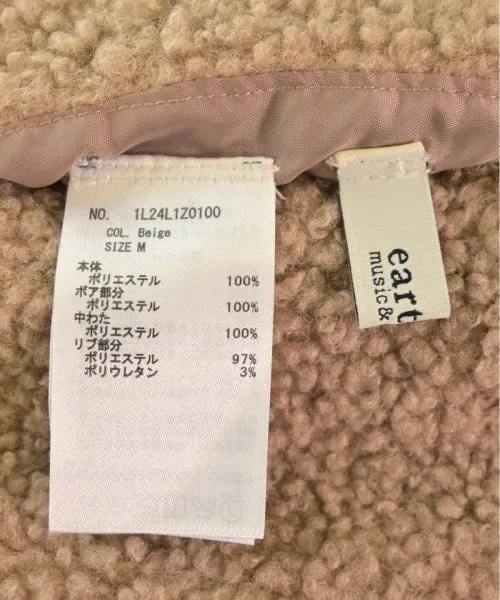 NO. 1L24L1Z0100
COL. Beige
SIZE M
本体
ポリエステル 100%
ボア部分
ポリエステル 100%
中わた
ポリエステル 100%
リブ部分
ポリエステル 97%
ポリウレタン 3%
eart
music&